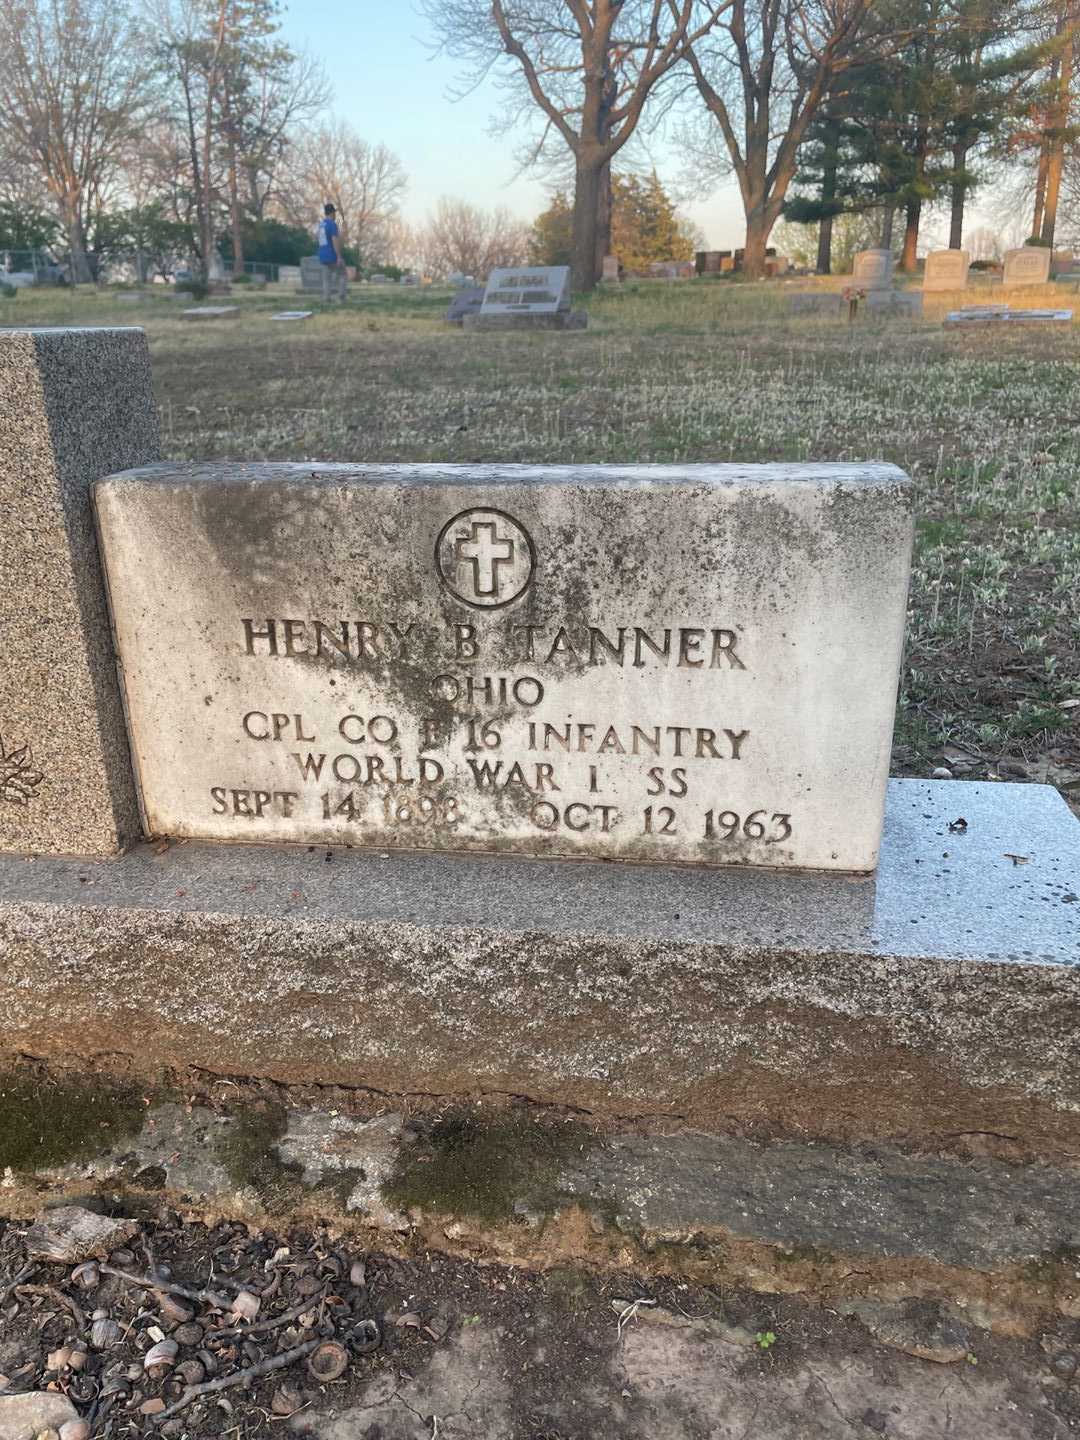 HENRY B TANNER
OHIO
CPL CO E 16 INFANTRY
WORLD WAR I SS
SEPT 14 1898 OCT 12 1963